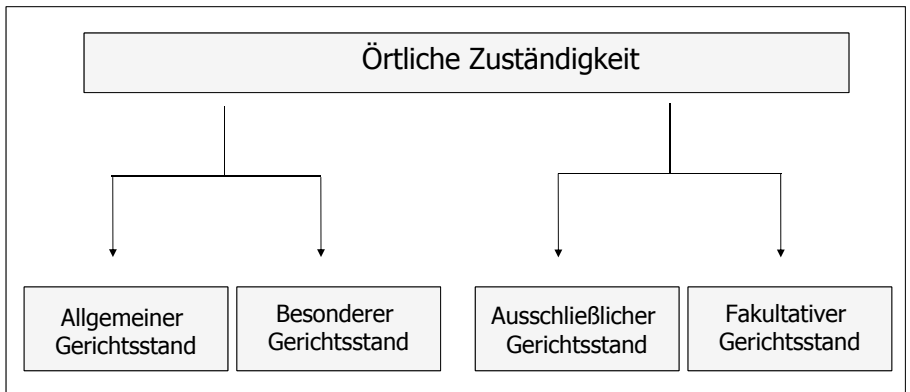 Örtliche Zuständigkeit
Allgemeiner
Gerichtsstand
Besonderer
Gerichtsstand
Ausschließlicher
Gerichtsstand
Fakultativer
Gerichtsstand